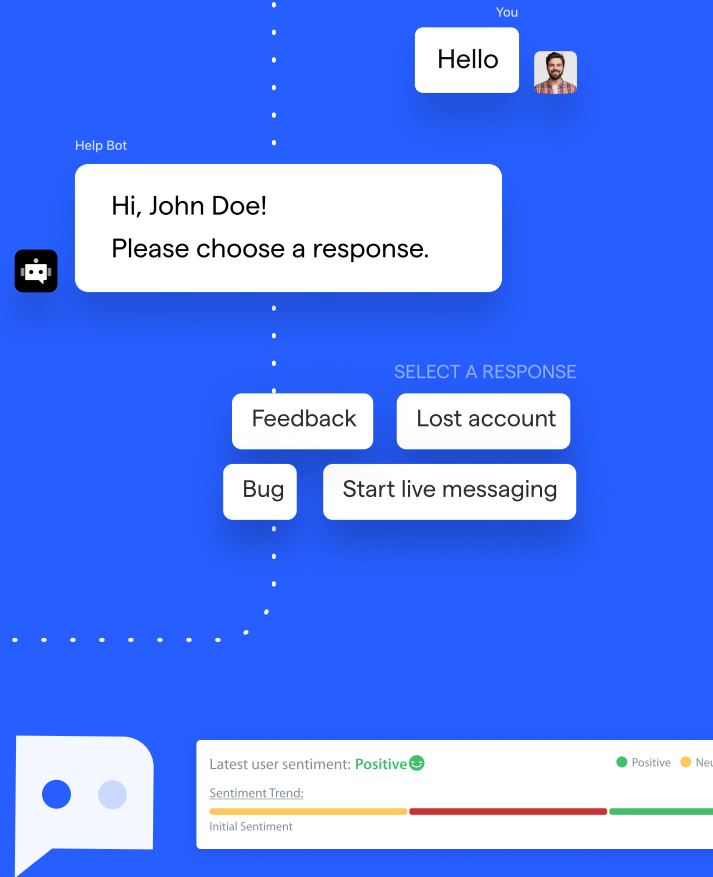 You
Hello
Help Bot
Hi, John Doe!
Please choose a response.
SELECT A RESPONSE
Feedback
Lost account
Bug
Start live messaging
Latest user sentiment: Positive
Positive
Neu
Sentiment Trend:
Initial Sentiment